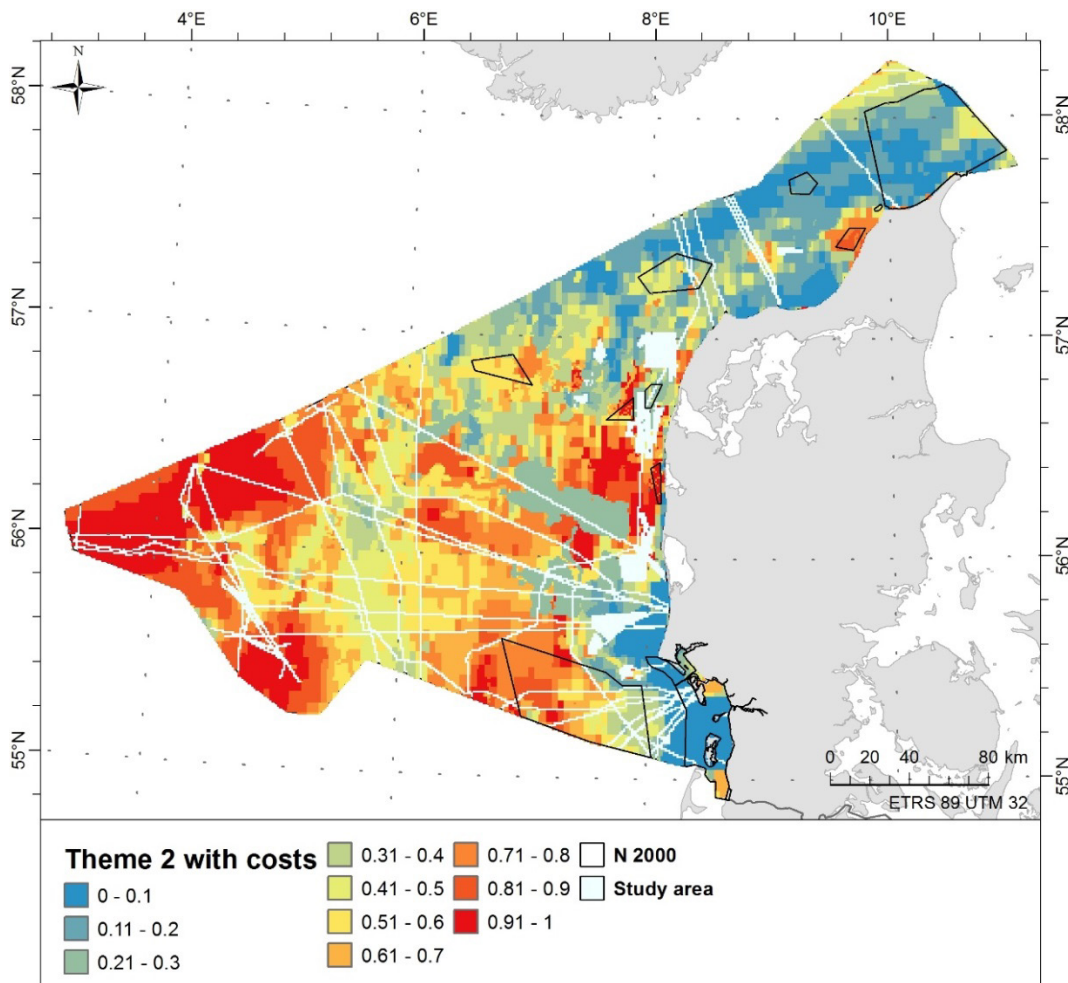 4°E 6°E 8°E 10°E
N
58°N 58°N
57°N 57°N
56°N 56°N
55°N 55°N
0 20 40 80 km
ETRS 89 UTM 32
Theme 2 with costs
0 - 0.1
0.11 - 0.2
0.21 - 0.3
0.31 - 0.4
0.41 - 0.5
0.51 - 0.6
0.61 - 0.7
0.71 - 0.8
0.81 - 0.9
0.91 - 1
N 2000
Study area